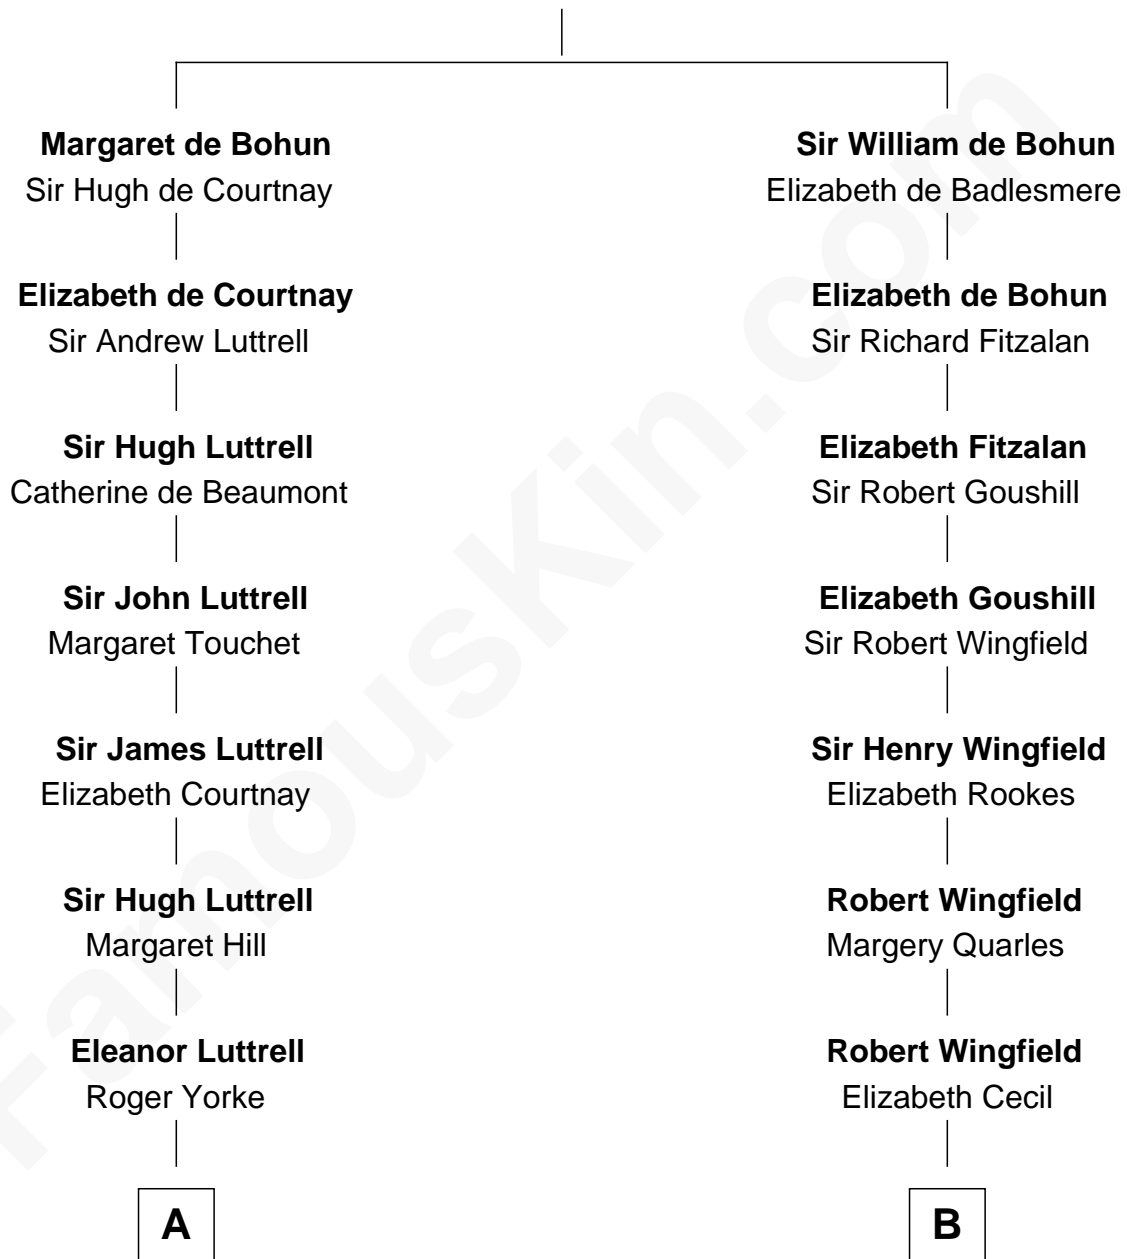 Margaret de Bohun
Sir Hugh de Courtnay
Elizabeth de Courtnay
Sir Andrew Luttrell
Sir Hugh Luttrell
Catherine de Beaumont
Sir John Luttrell
Margaret Touchet
Sir James Luttrell
Elizabeth Courtnay
Sir Hugh Luttrell
Margaret Hill
Eleanor Luttrell
Roger Yorke
A
Sir William de Bohun
Elizabeth de Badlesmere
Elizabeth de Bohun
Sir Richard Fitzalan
Elizabeth Fitzalan
Sir Robert Goushill
Elizabeth Goushill
Sir Robert Wingfield
Sir Henry Wingfield
Elizabeth Rookes
Robert Wingfield
Margery Quarles
Robert Wingfield
Elizabeth Cecil
B
FamousKin.com